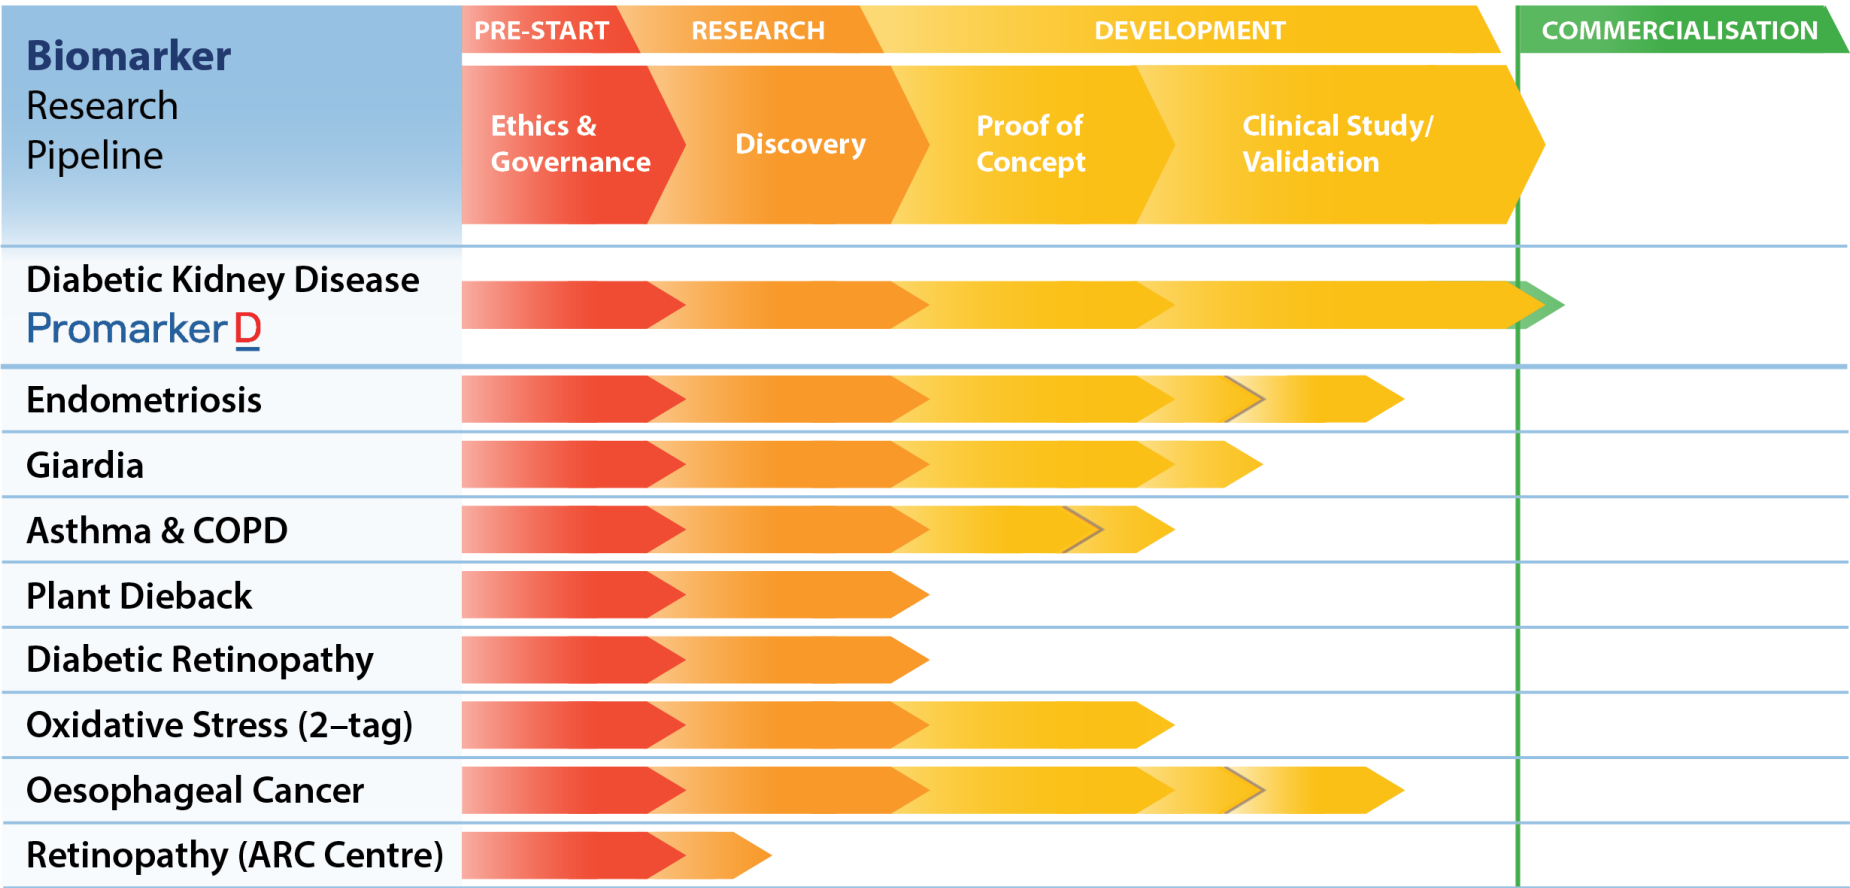 PRE-START
RESEARCH
DEVELOPMENT
COMMERCIALISATION
Biomarker
Research
Pipeline
Ethics &
Governance
Discovery
Proof of
Concept
Clinical Study/
Validation
Diabetic Kidney Disease
PromarkerD
Endometriosis
Giardia
Asthma & COPD
Plant Dieback
Diabetic Retinopathy
Oxidative Stress (2–tag)
Oesophageal Cancer
Retinopathy (ARC Centre)